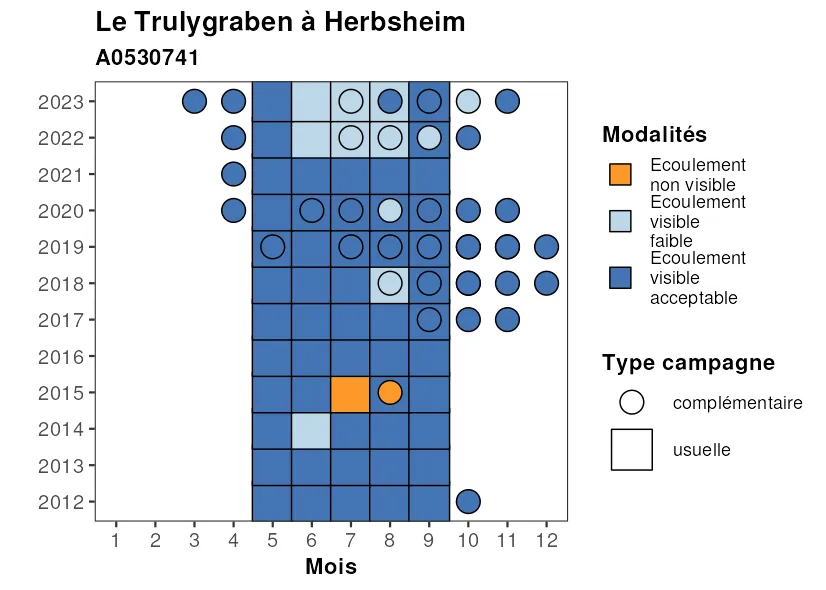 Le Trulygraben à Herbsheim
A0530741
2023
2022
2021
2020
2019
2018
2017
2016
2015
2014
2013
2012
1 2 3 4 5 6 7 8 9 10 11 12
Mois
Modalités
Ecoulement
non visible
Ecoulement
visible
faible
Ecoulement
visible
acceptable
Type campagne
complémentaire
usuelle